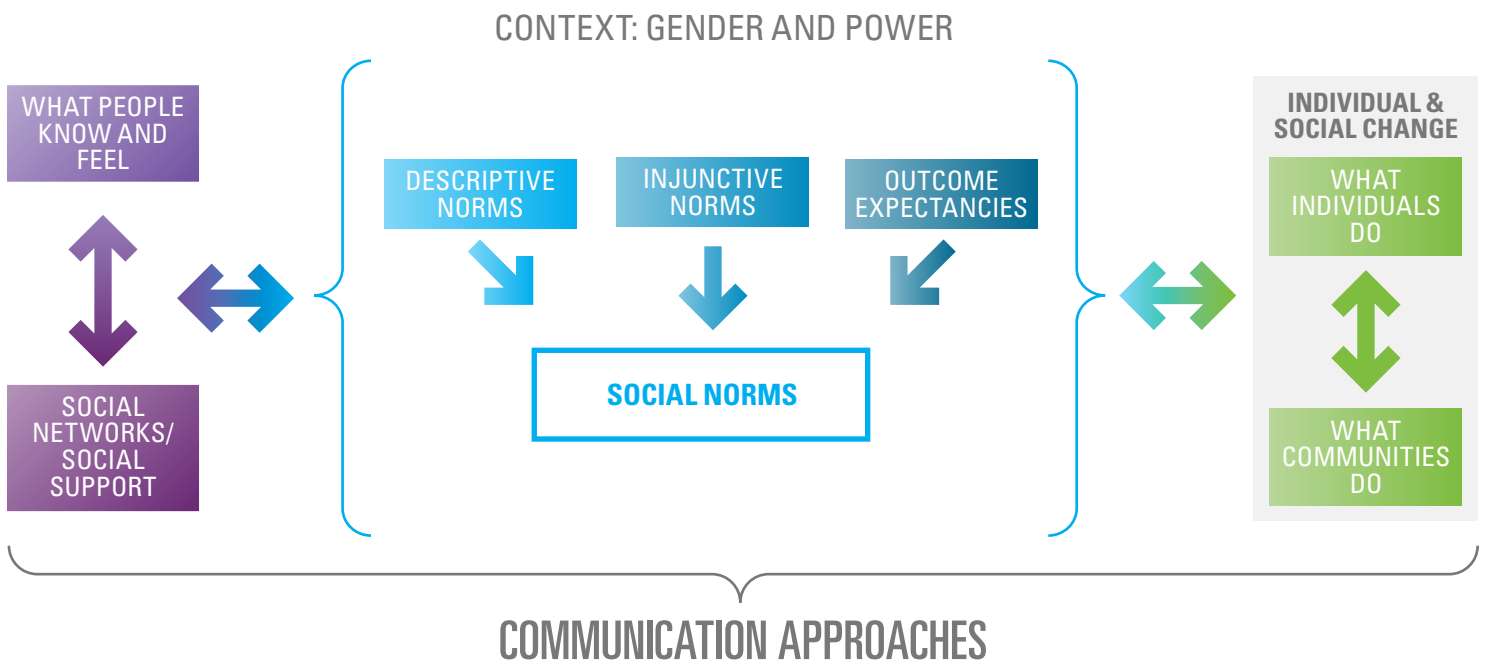 CONTEXT: GENDER AND POWER
WHAT PEOPLE
KNOW AND
FEEL
SOCIAL
NETWORKS/
SOCIAL
SUPPORT
DESCRIPTIVE
NORMS
INJUNCTIVE
NORMS
OUTCOME
EXPECTANCIES
SOCIAL NORMS
INDIVIDUAL &
SOCIAL CHANGE
WHAT
INDIVIDUALS
DO
WHAT
COMMUNITIES
DO
COMMUNICATION APPROACHES